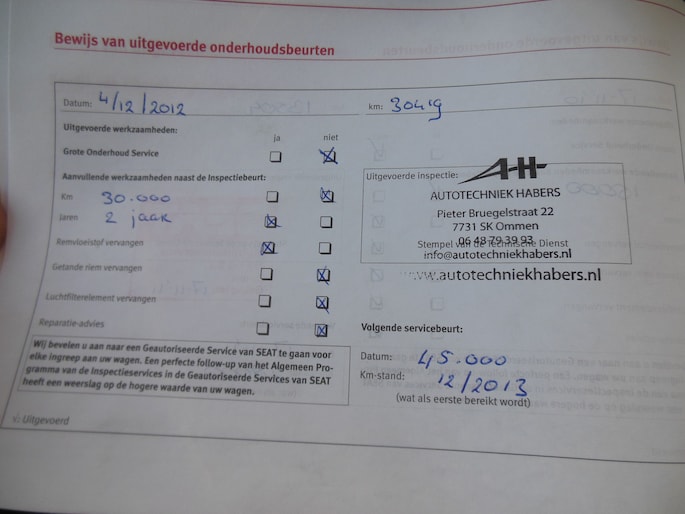 Bewijs van uitgevoerde onderhoudsbeurten
Datum: 4/12/2012 km: 30419
Uitgevoerde werkzaamheden:
ja niet
Grote Onderhoud Service
Aanvullende werkzaamheden naast de Inspectiebeurt:
Km 30.000
Jaren 2 jaar
Remvloeistof vervangen
Getande riem vervangen
Luchtfilterelement vervangen
Reparatie-advies
Wij bevelen u aan naar een Geautoriseerde Service van SEAT te gaan voor
elke ingreep aan uw wagen. Een perfecte follow-up van het Algemeen Pro-
gramma van de Inspectieservices in de Geautoriseerde Services van SEAT
heeft een weerslag op de hogere waarde van uw wagen.
x: Uitgevoerd
Uitgevoerde inspectie:
AH
AUTOTECHNIEK HABERS
Pieter Bruegelstraat 22
7731 SK Ommen
06 48 79 39 93
Stempel van de Technische Dienst
info@autotechniekhabers.nl
www.autotechniekhabers.nl
Volgende servicebeurt:
Datum: 45.000
Km-stand: 12/2013
(wat als eerste bereikt wordt)